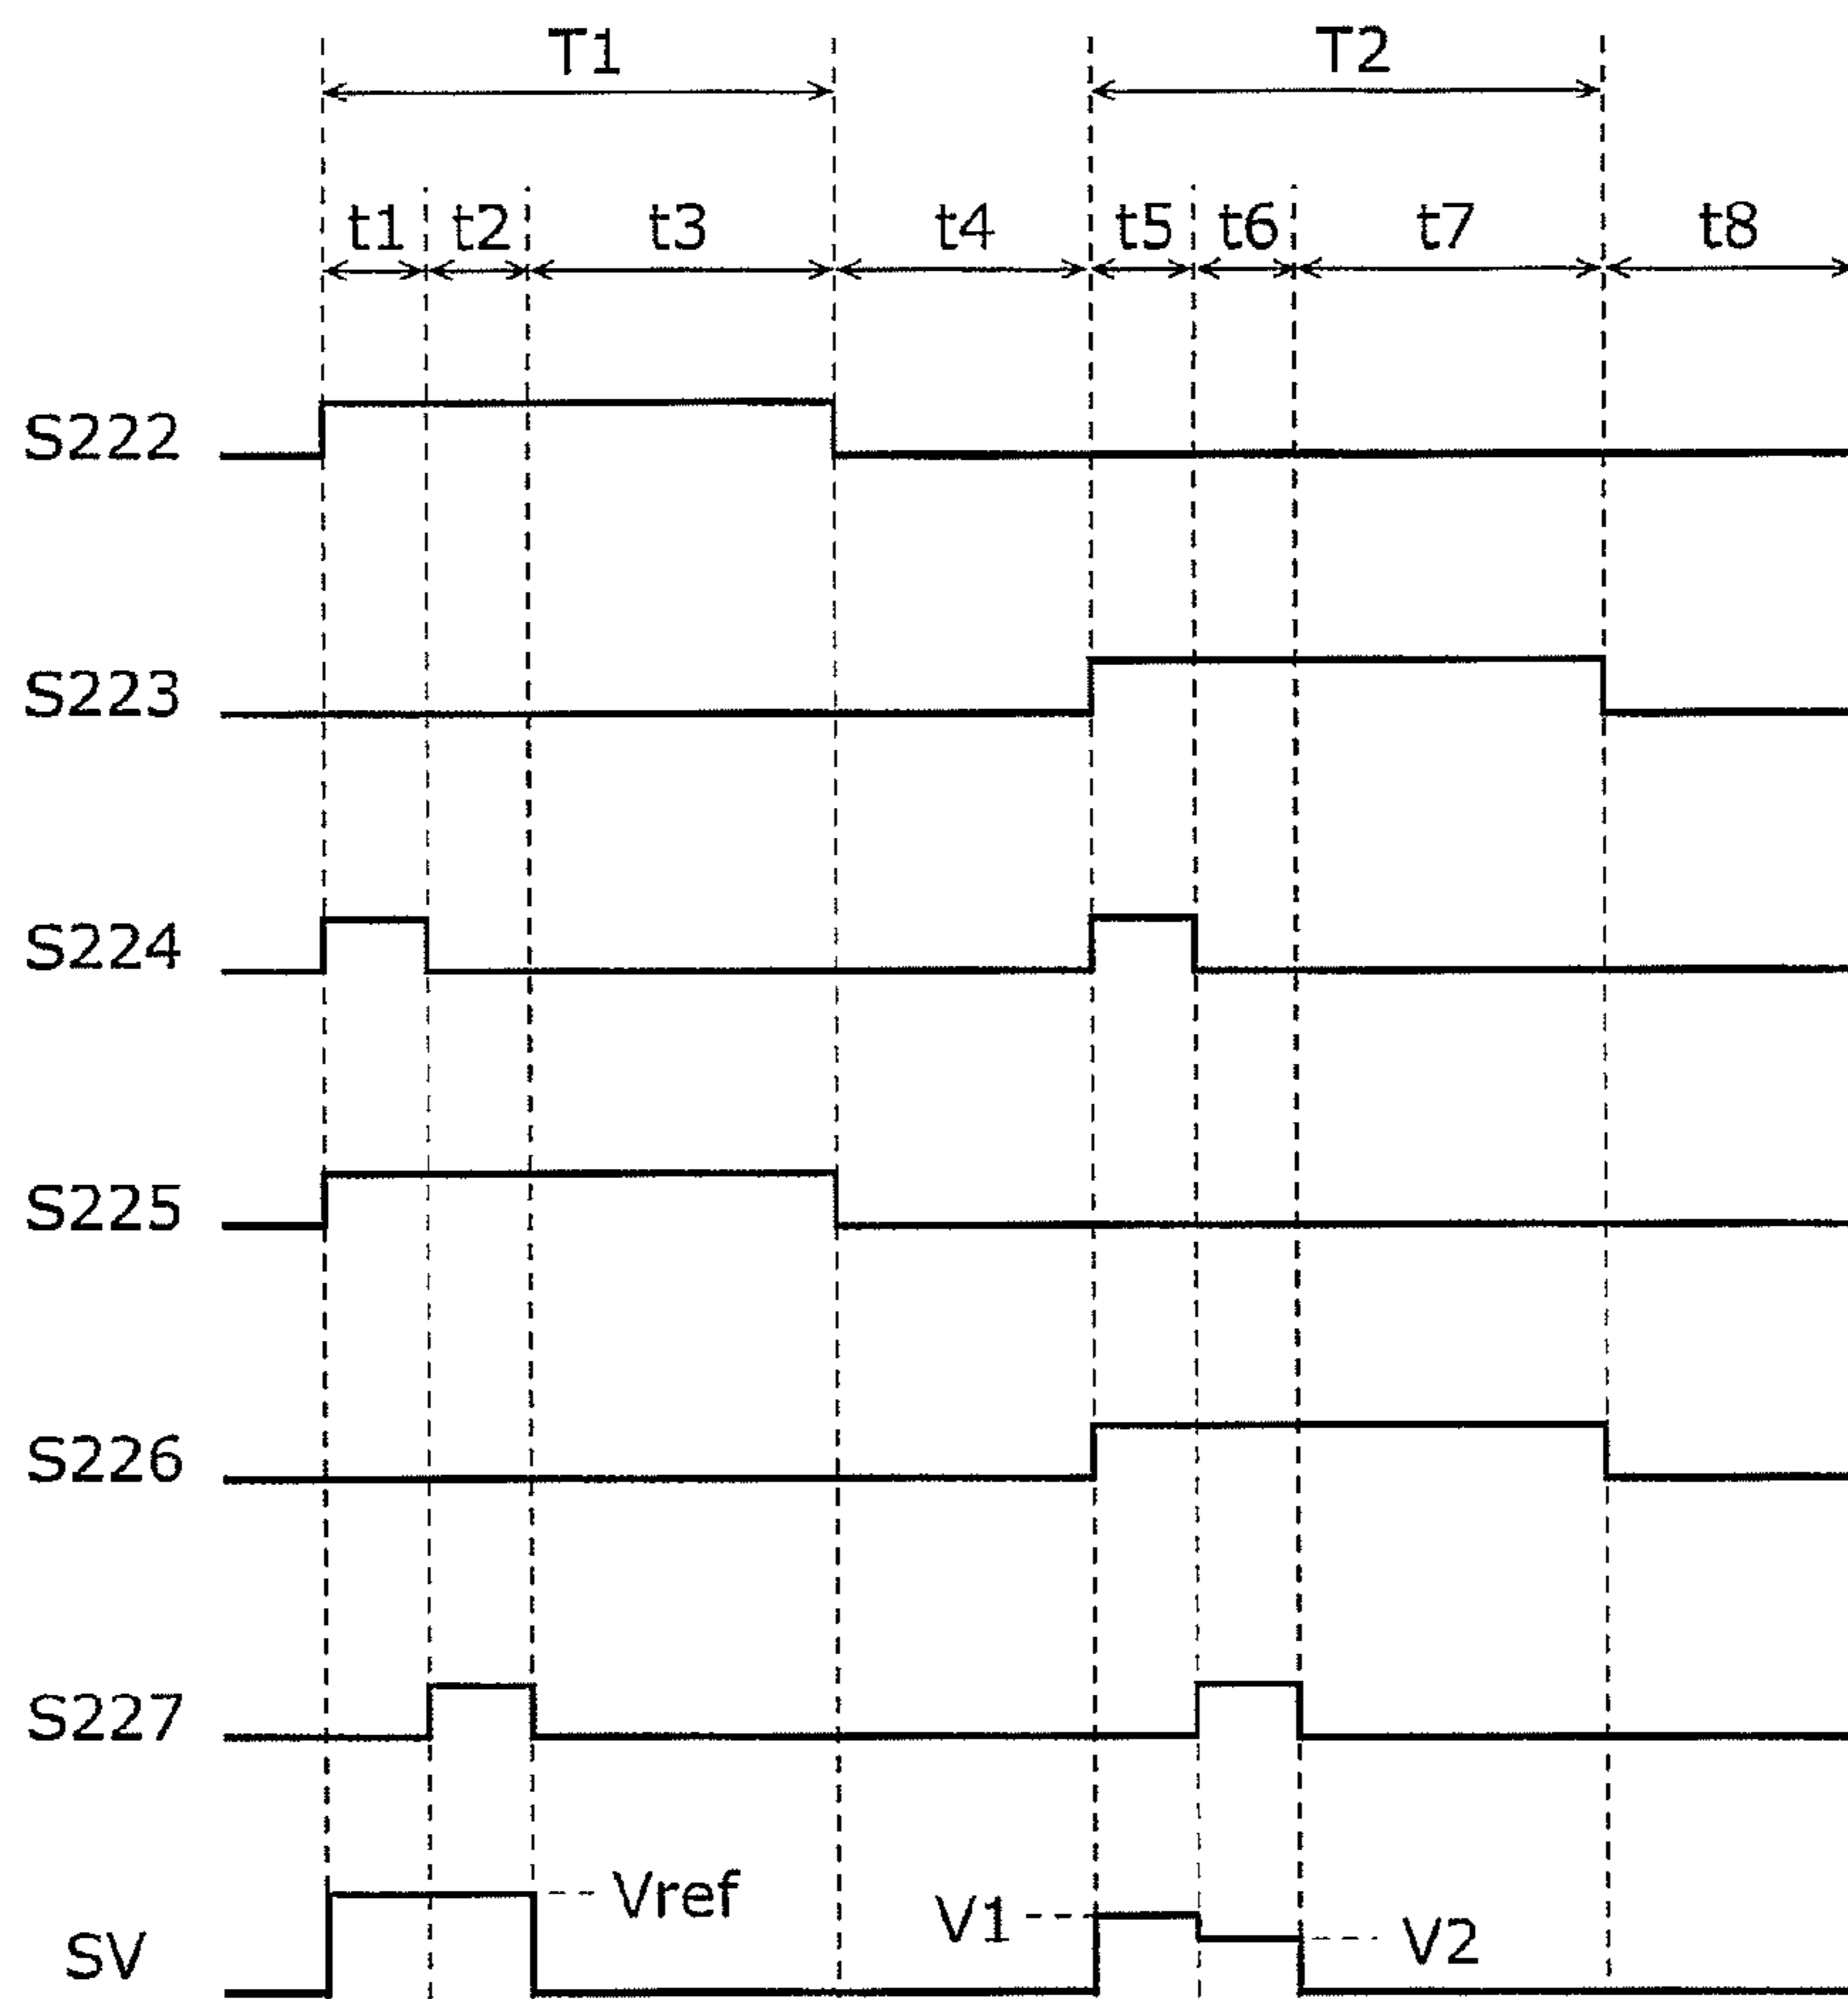 T1 T2
t1 t2 t3 t4 t5 t6 t7 t8
S222
S223
S224
S225
S226
S227
Vref
V1
V2
SV